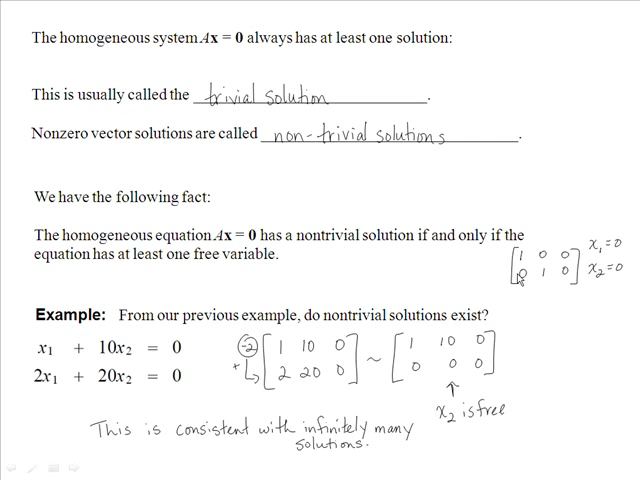 The homogeneous system Ax = 0 always has at least one solution:
This is usually called the trivial solution.
Nonzero vector solutions are called non-trivial solutions.
We have the following fact:
The homogeneous equation Ax = 0 has a nontrivial solution if and only if the
equation has at least one free variable.
[1 0 0] x₁=0
[0 1 0] x₂=0
Example: From our previous example, do nontrivial solutions exist?
x₁ + 10x₂ = 0 -2 [1 10 0] ~ [1 10 0]
2x₁ + 20x₂ = 0 + [2 20 0] [0 0 0]
x₂ is free
This is consistent with infinitely many
solutions.